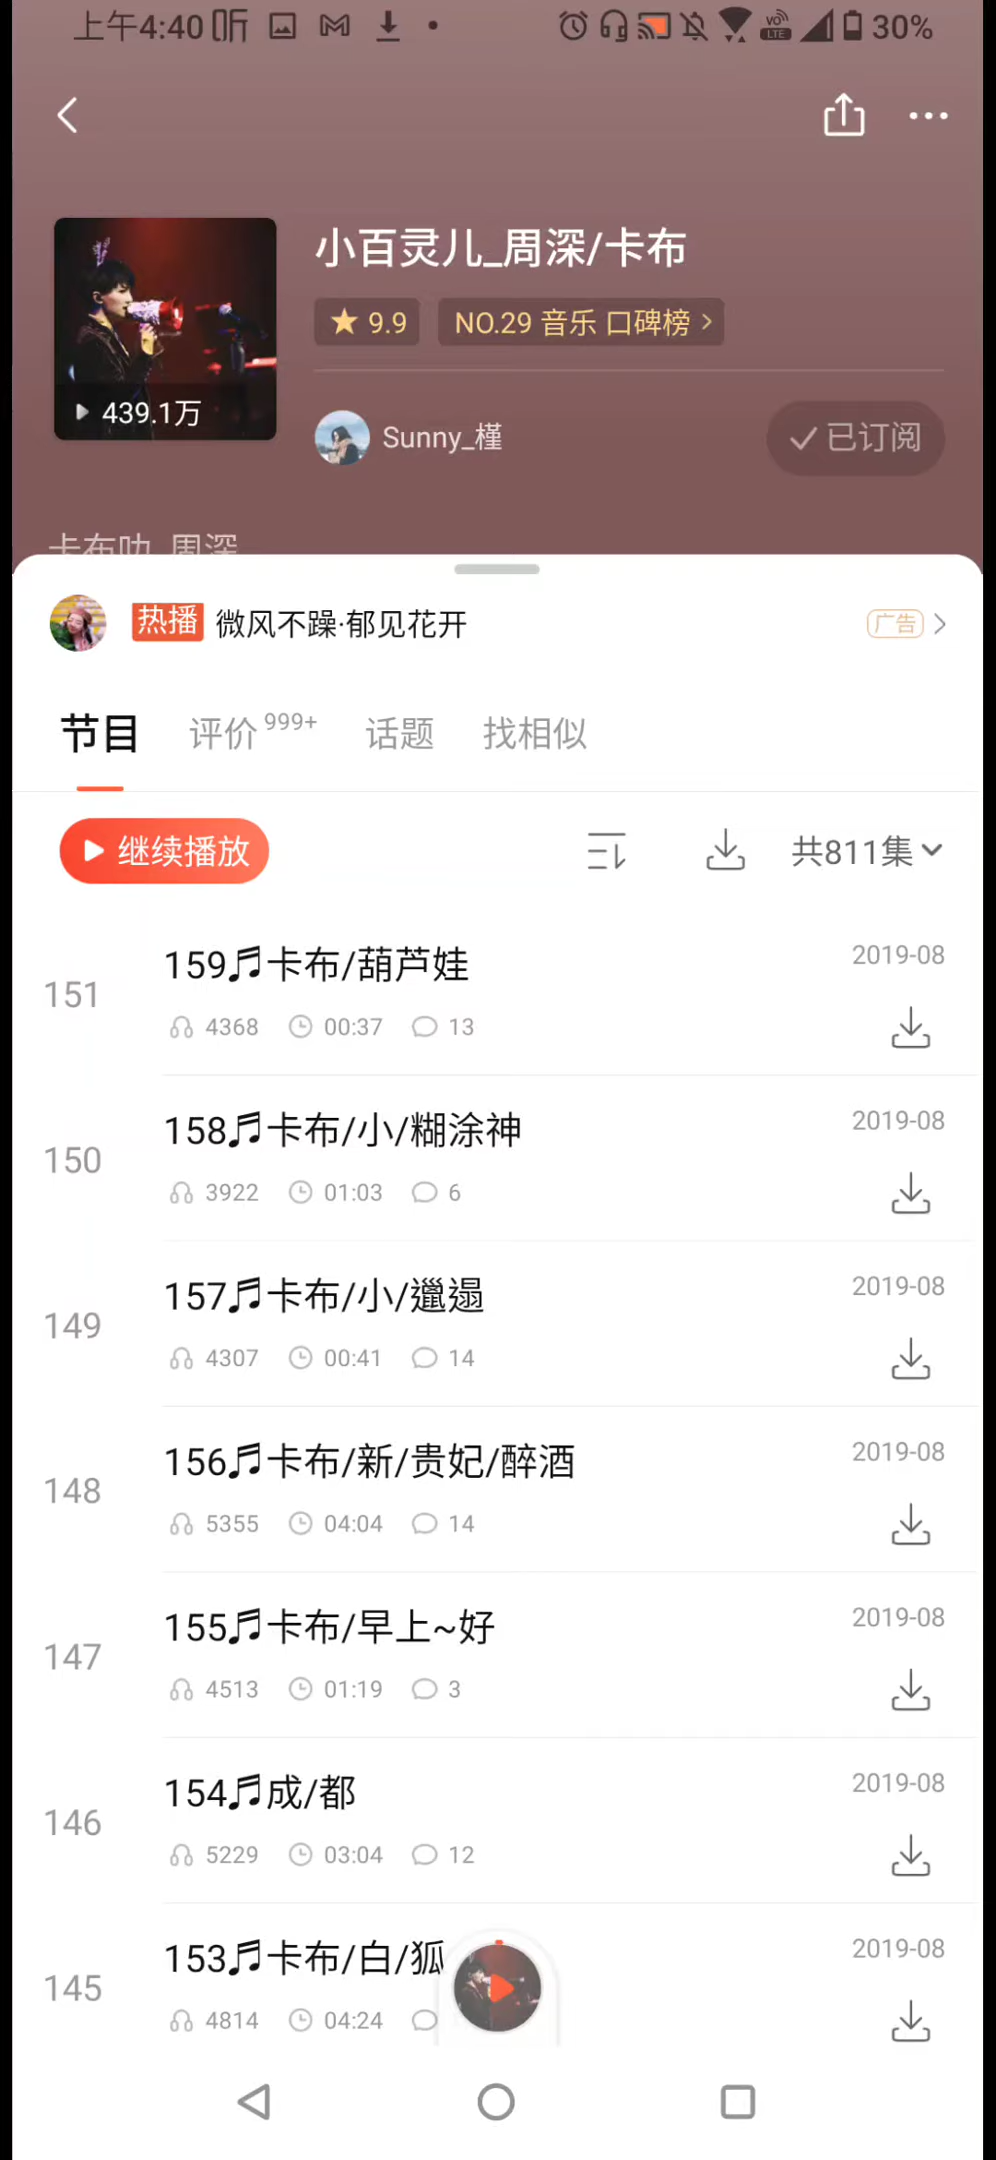 上午4:40 听 30%
小百灵儿_周深/卡布
9.9 NO.29 音乐 口碑榜
439.1万
Sunny_槿 已订阅
卡布叻_周深
热播 微风不躁·郁见花开 广告
节目 评价 999+ 话题 找相似
继续播放 共811集
151 159♬卡布/葫芦娃 2019-08
4368 00:37 13
150 158♬卡布/小/糊涂神 2019-08
3922 01:03 6
149 157♬卡布/小/邋遢 2019-08
4307 00:41 14
148 156♬卡布/新/贵妃/醉酒 2019-08
5355 04:04 14
147 155♬卡布/早上~好 2019-08
4513 01:19 3
146 154♬成/都 2019-08
5229 03:04 12
145 153♬卡布/白/狐 2019-08
4814 04:24